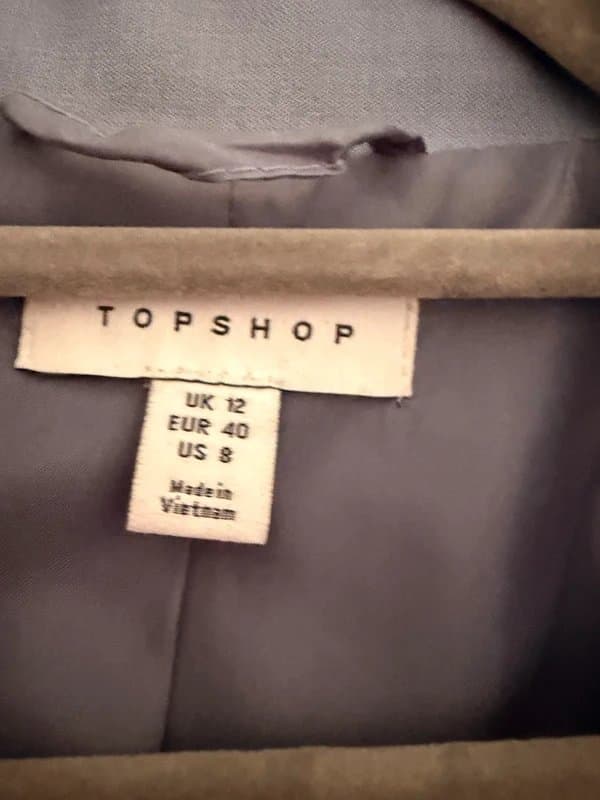 TOPSHOP
UK 12
EUR 40
US 8
Made in
Vietnam